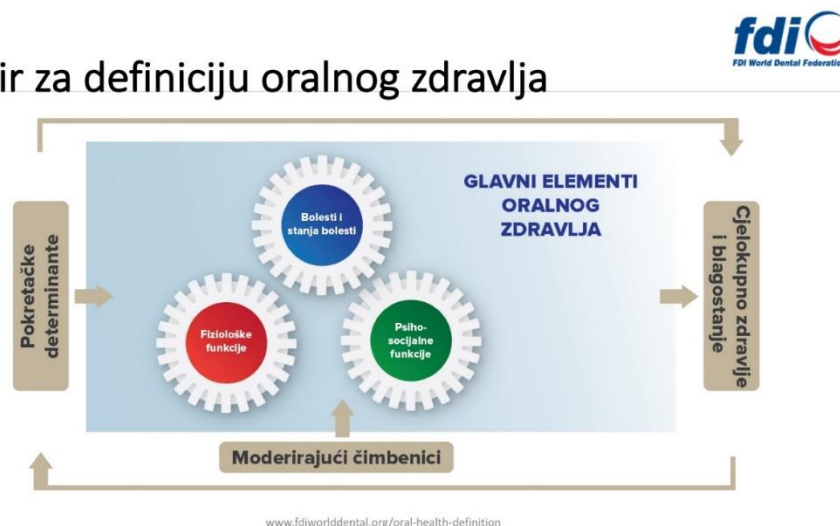 fdi
FDI World Dental Federatio
ir za definiciju oralnog zdravlja
GLAVNI ELEMENTI
ORALNOG
ZDRAVLJA
Bolesti i
stanja bolesti
Fiziološke
funkcije
Psiho-
socijalne
funkcije
Pokretačke
determinante
Cjelokupno zdravlje
i blagostanje
Moderirajući čimbenici
www.fdiworlddental.org/oral-health-definition